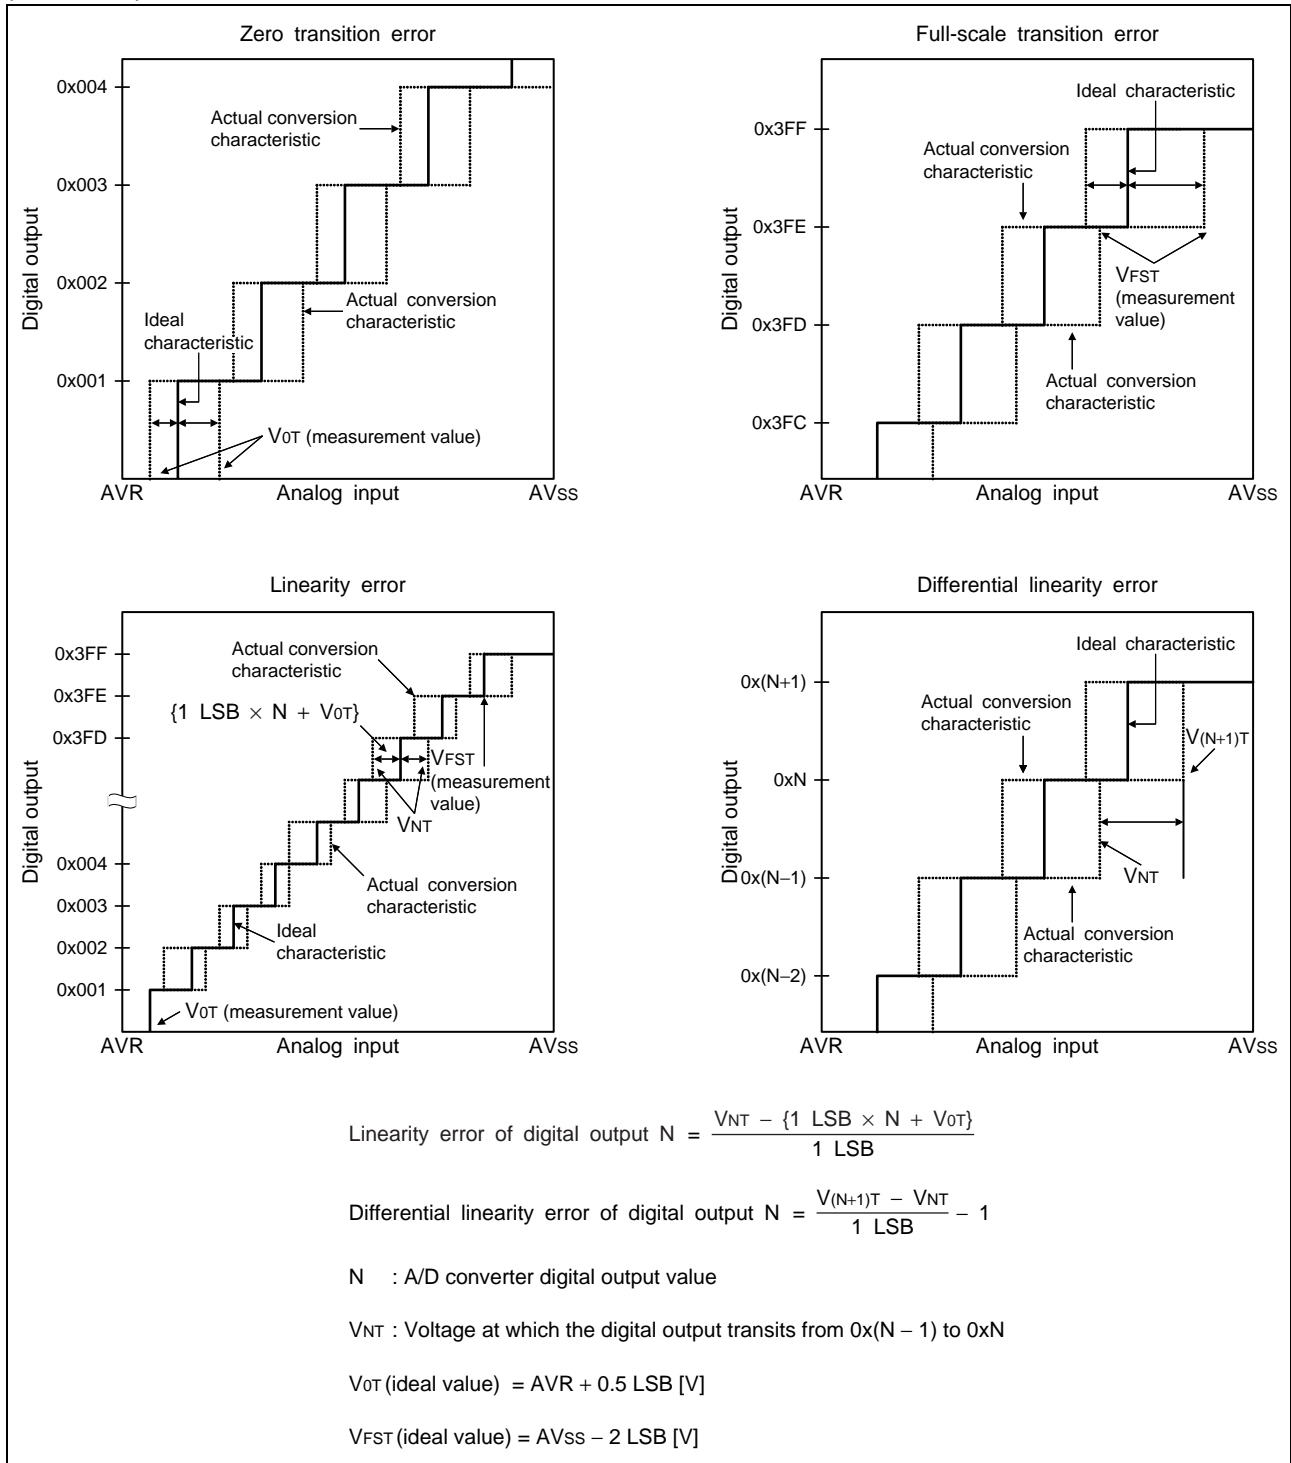 Zero transition error
0x004
0x003
0x002
0x001
Digital output
Actual conversion
characteristic
Actual conversion
characteristic
Ideal
characteristic
V0T (measurement value)
AVR
Analog input
AVss
Full-scale transition error
0x3FF
0x3FE
0x3FD
0x3FC
Digital output
Ideal characteristic
Actual conversion
characteristic
VFST
(measurement
value)
Actual conversion
characteristic
AVR
Analog input
AVss
Linearity error
0x3FF
0x3FE
0x3FD
0x004
0x003
0x002
0x001
Digital output
Actual conversion
characteristic
{1 LSB × N + V0T}
VFST
(measurement
value)
VNT
Actual conversion
characteristic
Ideal
characteristic
V0T (measurement value)
AVR
Analog input
AVss
Differential linearity error
0x(N+1)
0xN
0x(N−1)
0x(N−2)
Digital output
Ideal characteristic
Actual conversion
characteristic
V(N+1)T
VNT
Actual conversion
characteristic
AVR
Analog input
AVss
Linearity error of digital output N = VNT − {1 LSB × N + V0T}
1 LSB
Differential linearity error of digital output N = V(N+1)T − VNT
1 LSB
− 1
N : A/D converter digital output value
VNT : Voltage at which the digital output transits from 0x(N − 1) to 0xN
V0T (ideal value) = AVR + 0.5 LSB [V]
VFST (ideal value) = AVss − 2 LSB [V]